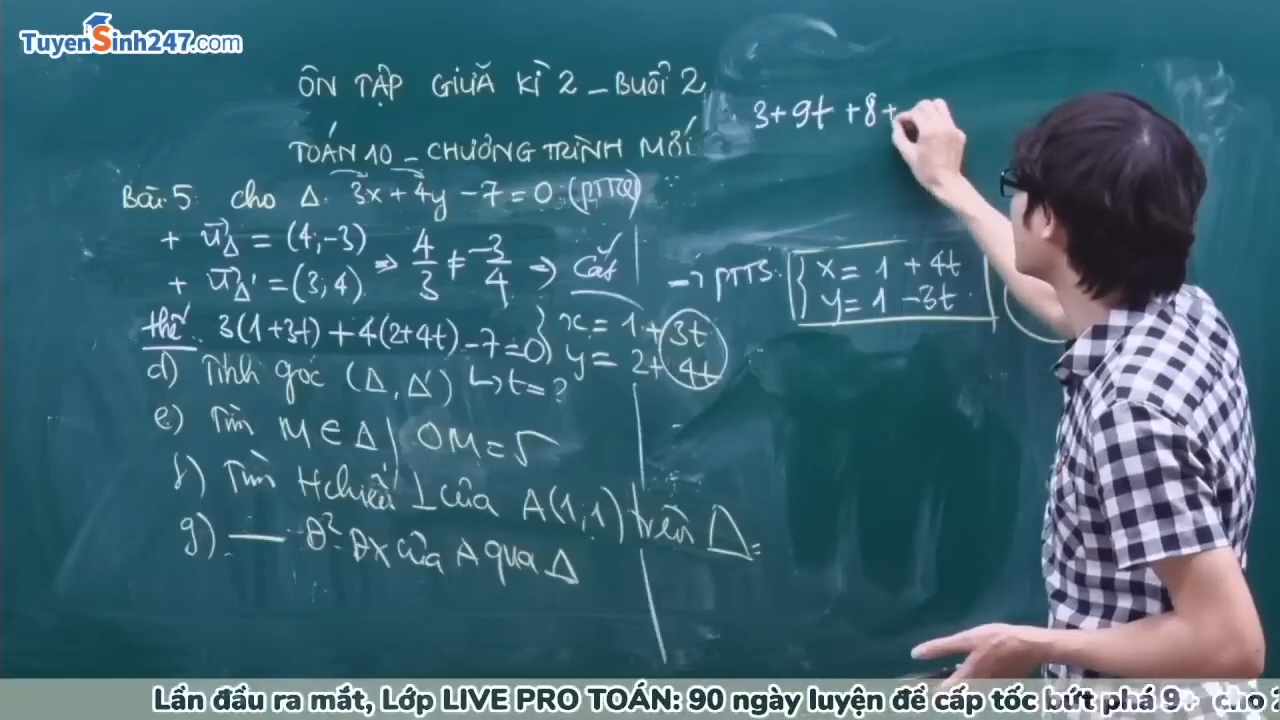 TuyenSinh247.com
ÔN TẬP GIỮA KÌ 2 - BUỔI 2
TOÁN 10 - CHƯƠNG TRÌNH MỚI
Bài 5: cho Δ: 3x + 4y - 7 = 0 (PTTQ)
+ u⃗Δ = (4, -3)
+ u⃗Δ' = (3, 4)
=> 4/3 ≠ -3/4 => Cắt
thế: 3(1+3t) + 4(2+4t) - 7 = 0
↳ t = ?
{ x = 1 + 3t
y = 2 + 4t
d) Tính góc (Δ, Δ')
e) Tìm M ∈ Δ | OM = √
f) Tìm Hchiếu ⊥ của A(1,1) trên Δ
g) — đ² đx của A qua Δ
3 + 9t + 8 +
=> PTTS: { x = 1 + 4t
y = 1 - 3t
Lần đầu ra mắt, Lớp LIVE PRO TOÁN: 90 ngày luyện đề cấp tốc bứt phá 9+ cho 2